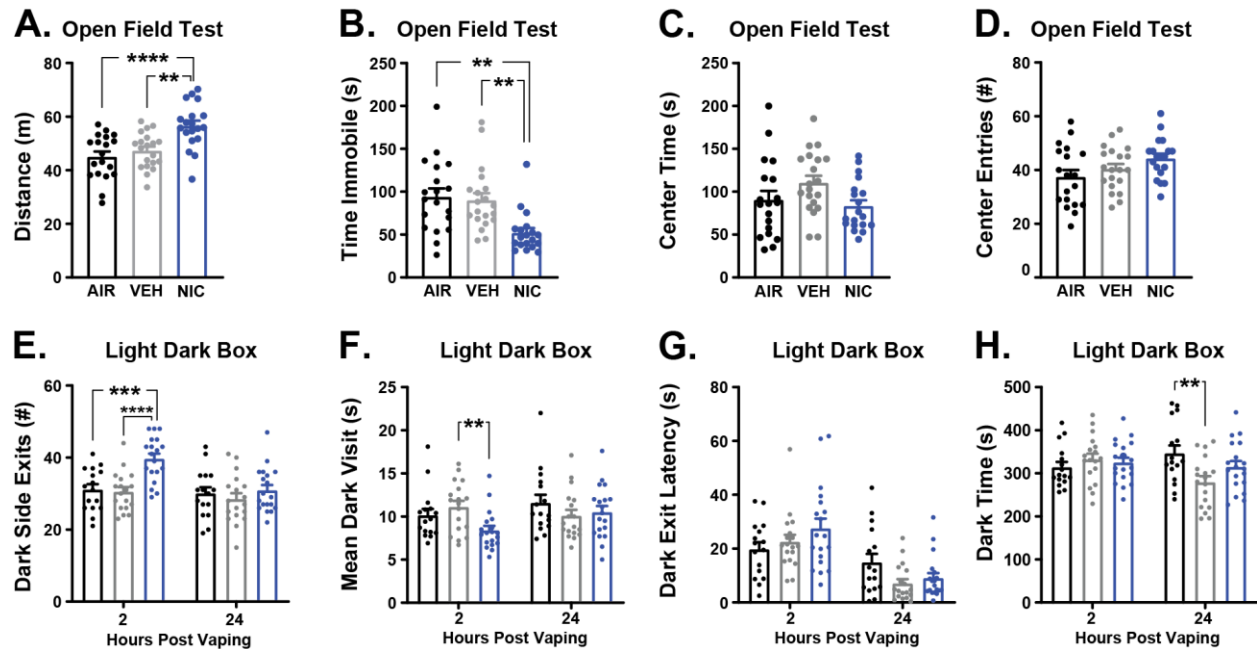 A. Open Field Test
Distance (m)
80
60
40
20
0
****
**
AIR VEH NIC
B. Open Field Test
Time Immobile (s)
250
200
150
100
50
0
**
**
AIR VEH NIC
C. Open Field Test
Center Time (s)
250
200
150
100
50
0
AIR VEH NIC
D. Open Field Test
Center Entries (#)
80
60
40
20
0
AIR VEH NIC
E. Light Dark Box
Dark Side Exits (#)
60
40
20
0
***
****
2 24
Hours Post Vaping
F. Light Dark Box
Mean Dark Visit (s)
25
20
15
10
5
0
**
2 24
Hours Post Vaping
G. Light Dark Box
Dark Exit Latency (s)
80
60
40
20
0
2 24
Hours Post Vaping
H. Light Dark Box
Dark Time (s)
500
400
300
200
100
0
**
2 24
Hours Post Vaping